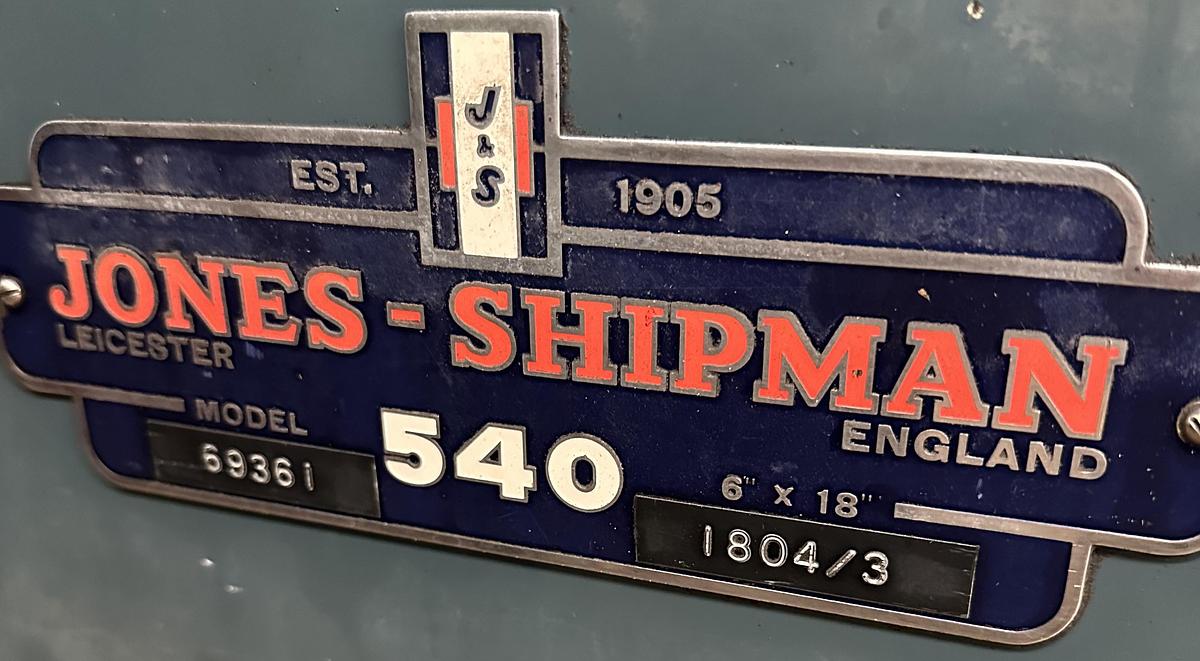 J
&
S
EST. 1905
JONES - SHIPMAN
LEICESTER
ENGLAND
MODEL
540
6" X 18"
69361
1804/3